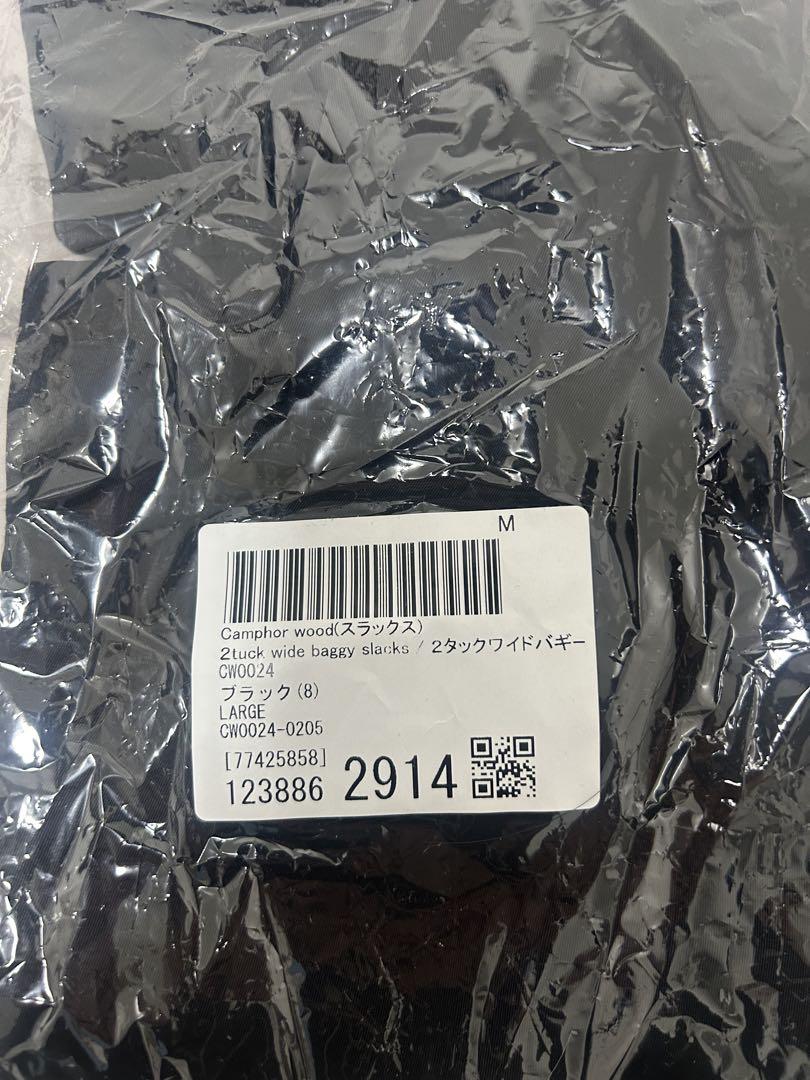 M
Camphor wood(スラックス)
2tuck wide baggy slacks / 2タックワイドバギー
CW0024
ブラック(8)
LARGE
CW0024-0205
[77425858]
123886 2914